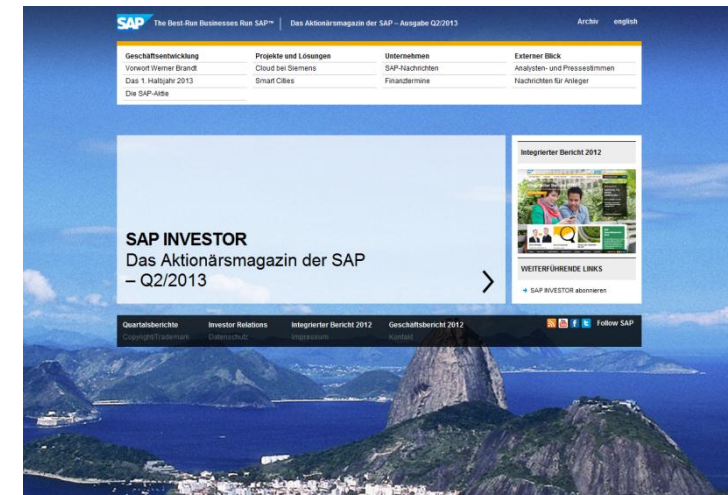 SAP The Best-Run Businesses Run SAP™ | Das Aktionärsmagazin der SAP – Ausgabe Q2/2013 Archiv english
Geschäftsentwicklung Projekte und Lösungen Unternehmen Externer Blick
Vorwort Werner Brandt Cloud bei Siemens SAP-Nachrichten Analysten- und Pressestimmen
Das 1. Halbjahr 2013 Smart Cities Finanztermine Nachrichten für Anleger
Die SAP-Aktie
Integrierter Bericht 2012
SAP INVESTOR
Das Aktionärsmagazin der SAP
– Q2/2013
WEITERFÜHRENDE LINKS
SAP INVESTOR abonnieren
Quartalsberichte Investor Relations Integrierter Bericht 2012 Geschäftsbericht 2012 Follow SAP
Copyright/Trademark Datenschutz Impressum Kontakt